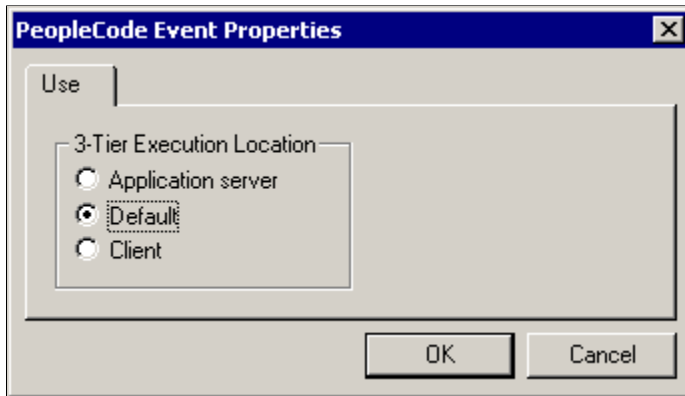 PeopleCode Event Properties
Use
3-Tier Execution Location
Application server
Default
Client
OK Cancel